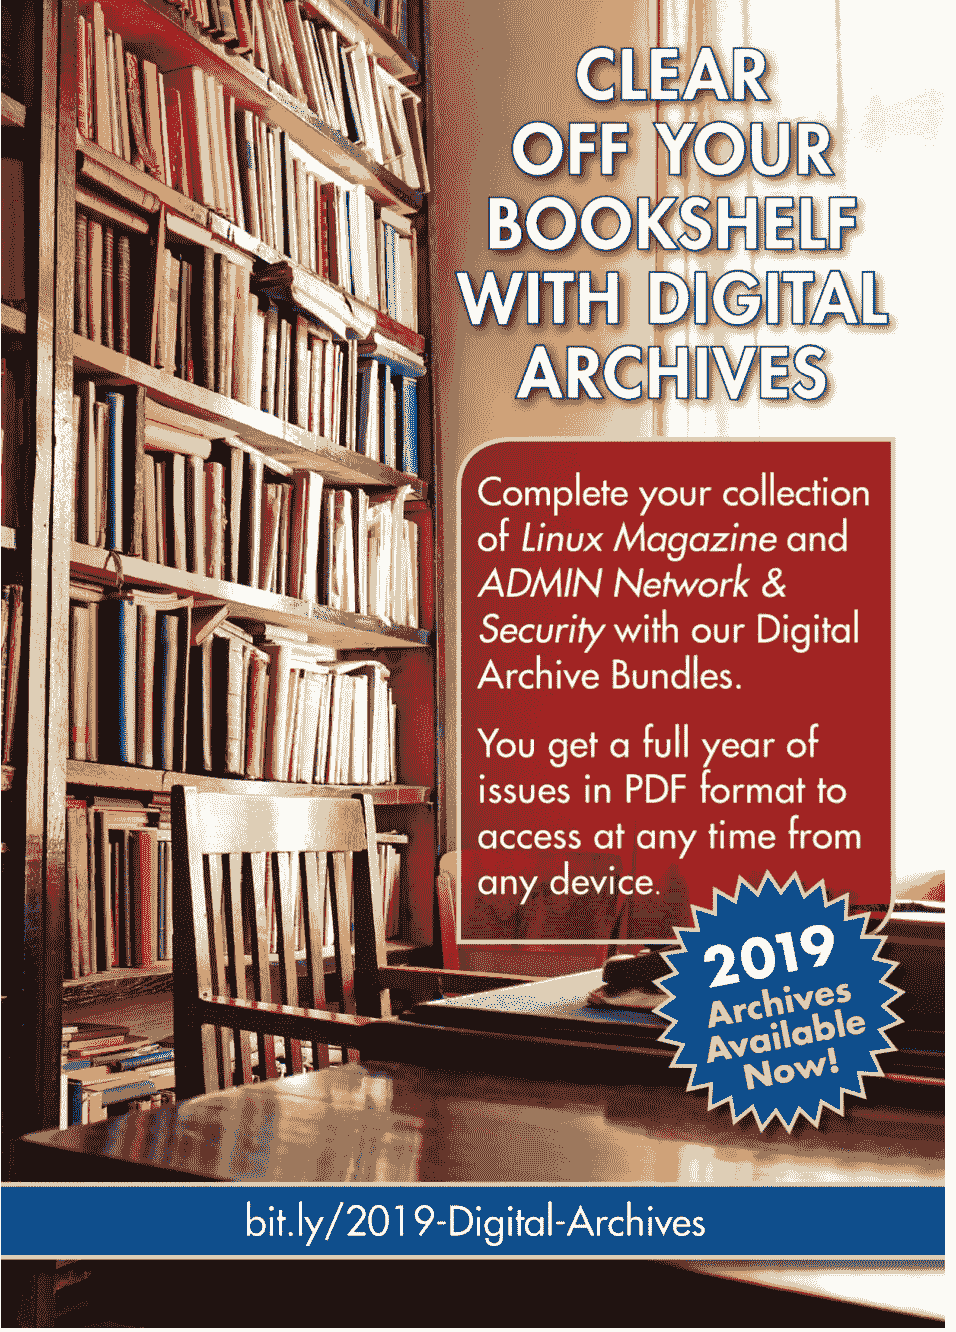 CLEAR
OFF YOUR
BOOKSHELF
WITH DIGITAL
ARCHIVES
Complete your collection
of Linux Magazine and
ADMIN Network &
Security with our Digital
Archive Bundles.
You get a full year of
issues in PDF format to
access at any time from
any device.
2019
Archives
Available
Now!
bit.ly/2019-Digital-Archives